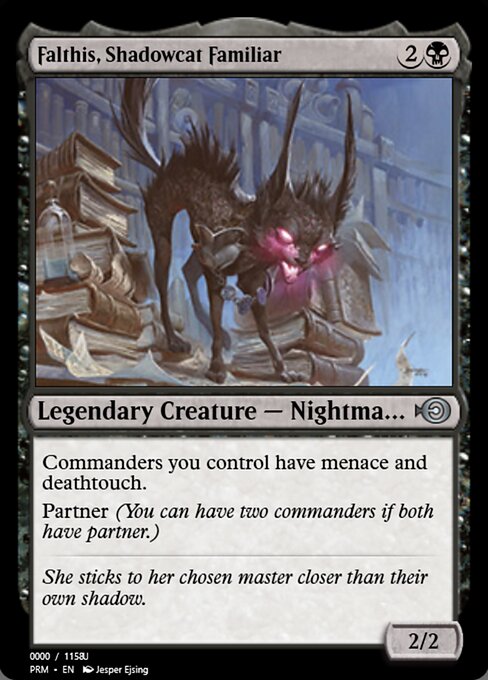 Falthis, Shadowcat Familiar 2
Legendary Creature — Nightma...
Commanders you control have menace and
deathtouch.
Partner (You can have two commanders if both
have partner.)
She sticks to her chosen master closer than their
own shadow.
2/2
0000 / 1158U
PRM • EN Jesper Ejsing